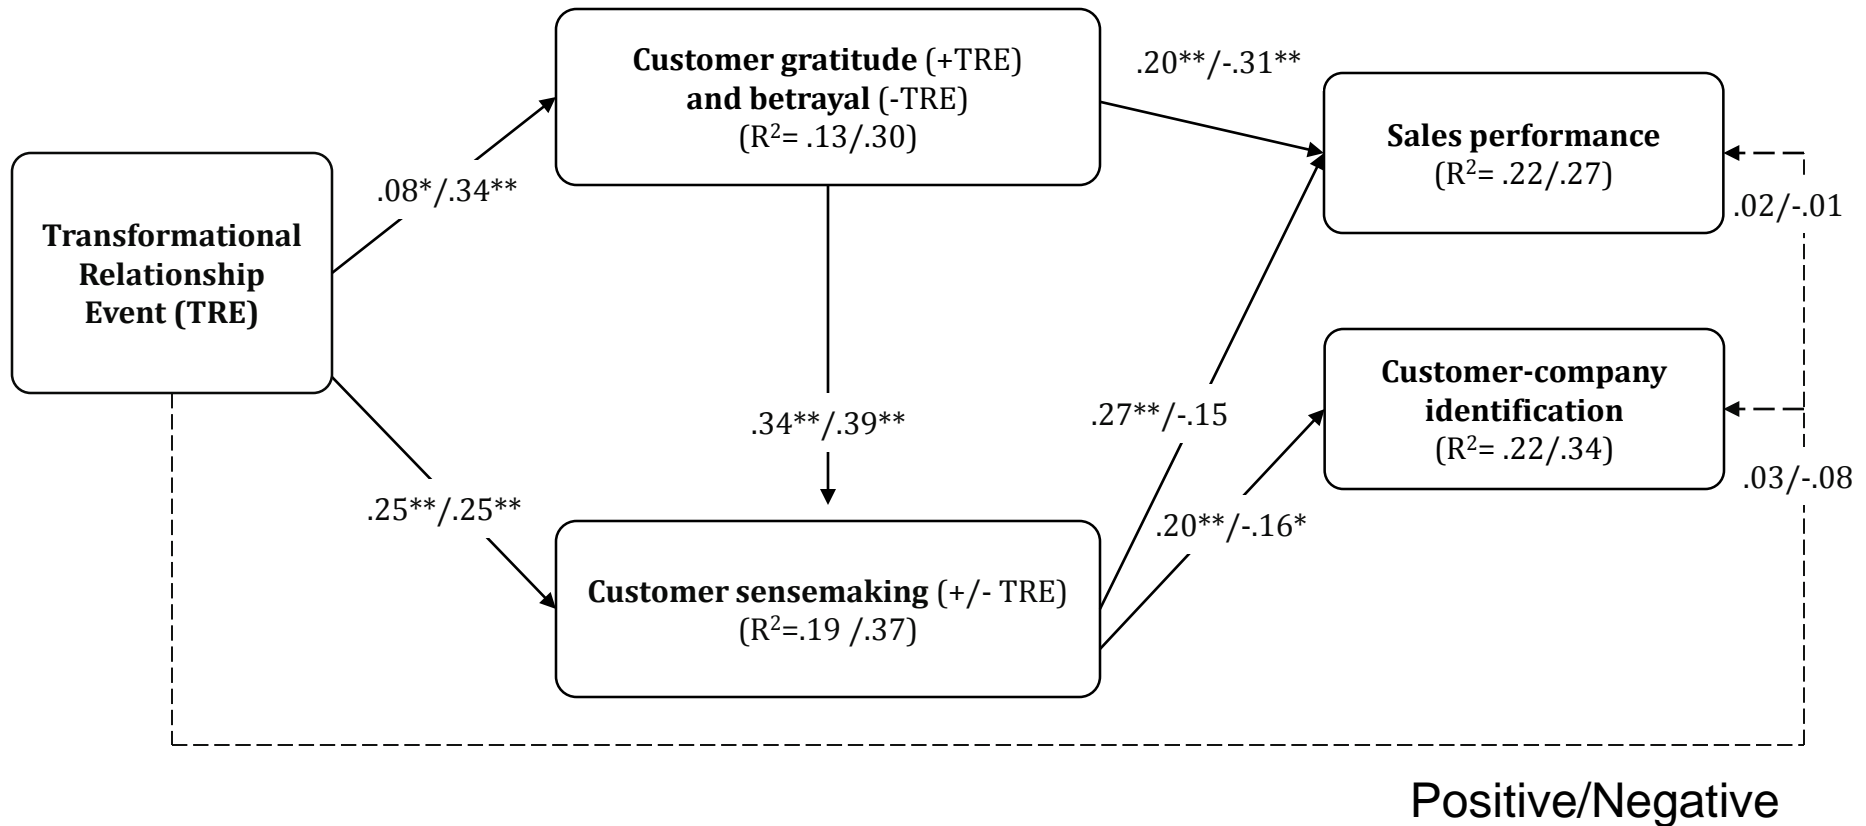 Customer gratitude (+TRE)
and betrayal (-TRE)
(R²= .13/.30)
.20**/-.31**
Sales performance
(R²= .22/.27)
.02/-.01
.08*/.34**
Transformational
Relationship
Event (TRE)
Customer-company
identification
(R²= .22/.34)
.03/-.08
.34**/.39**
.27**/-.15
.25**/.25**
.20**/-.16*
Customer sensemaking (+/- TRE)
(R²=.19 /.37)
Positive/Negative